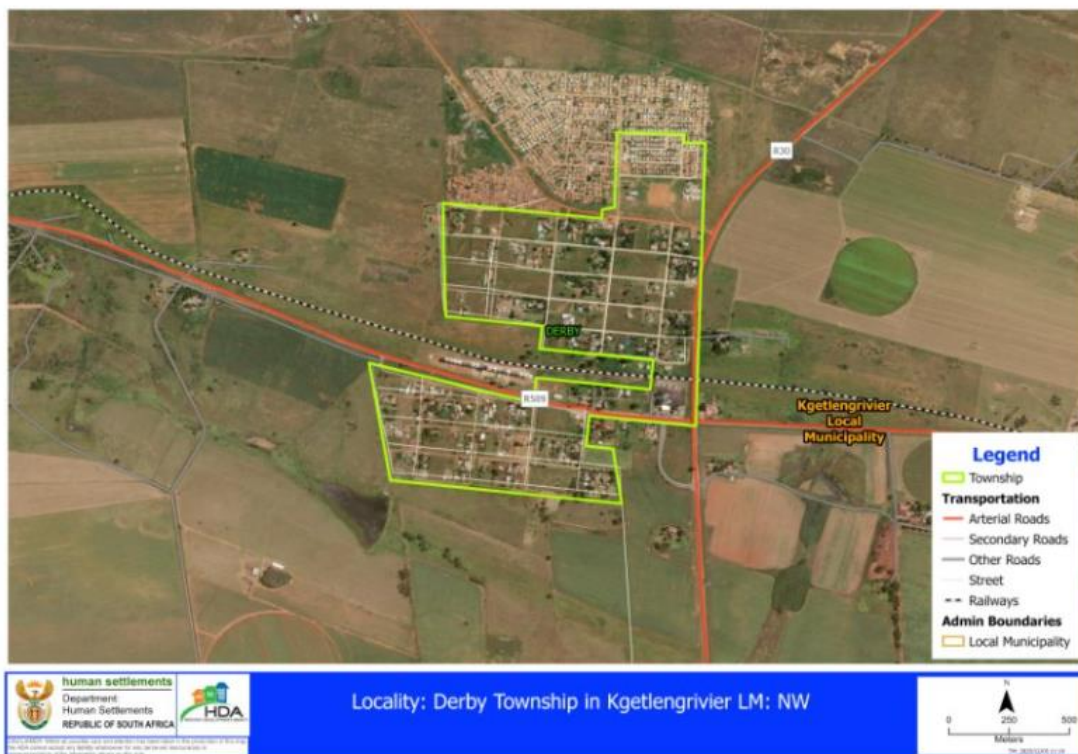 R30
DERBY
R509
Kgetlengrivier
Local
Municipality
Legend
Township
Transportation
Arterial Roads
Secondary Roads
Other Roads
Street
Railways
Admin Boundaries
Local Municipality
human settlements
Department:
Human Settlements
REPUBLIC OF SOUTH AFRICA
HDA
Locality: Derby Township in Kgetlengrivier LM: NW
N
0 250 500
Meters